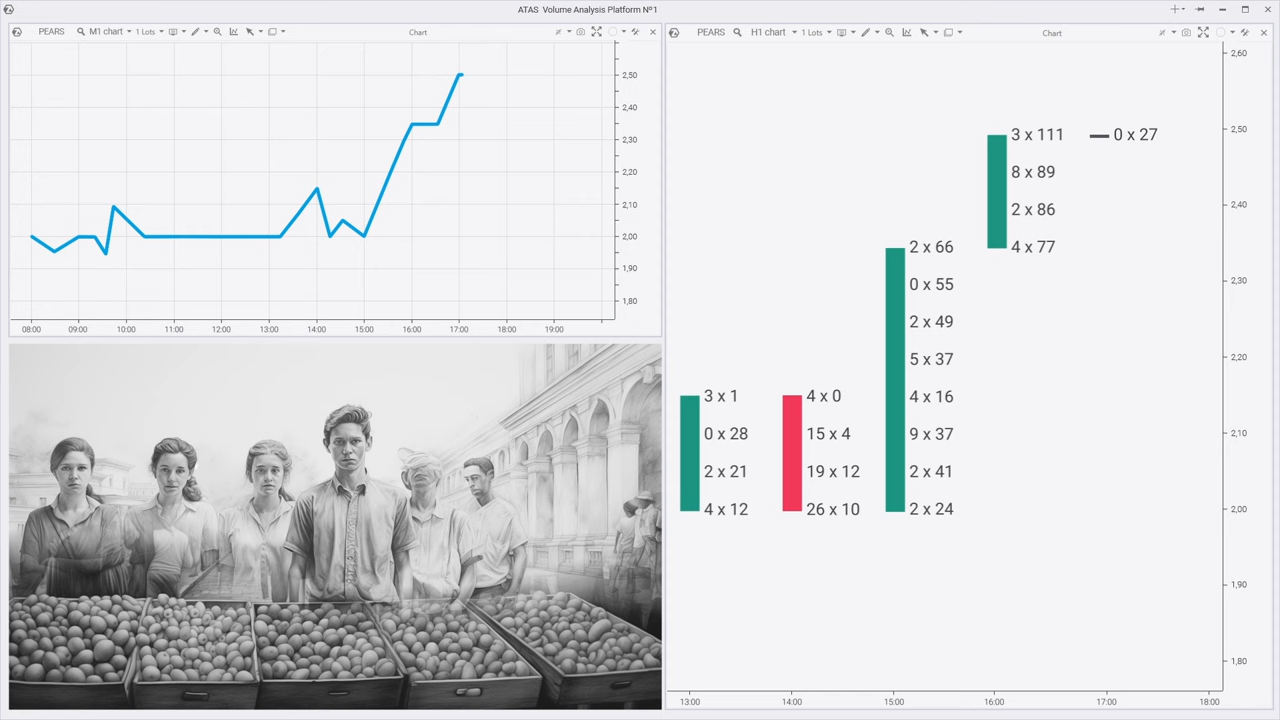 ATAS Volume Analysis Platform Nº1
PEARS M1 chart 1 Lots Chart
2,50
2,40
2,30
2,20
2,10
2,00
1,90
1,80
08:00 09:00 10:00 11:00 12:00 13:00 14:00 15:00 16:00 17:00 18:00 19:00
PEARS H1 chart 1 Lots Chart
2,60
2,50
2,40
2,30
2,20
2,10
2,00
1,90
1,80
3 x 111 0 x 27
8 x 89
2 x 86
2 x 66 4 x 77
0 x 55
2 x 49
5 x 37
3 x 1 4 x 0 4 x 16
0 x 28 15 x 4 9 x 37
2 x 21 19 x 12 2 x 41
4 x 12 26 x 10 2 x 24
13:00 14:00 15:00 16:00 17:00 18:00